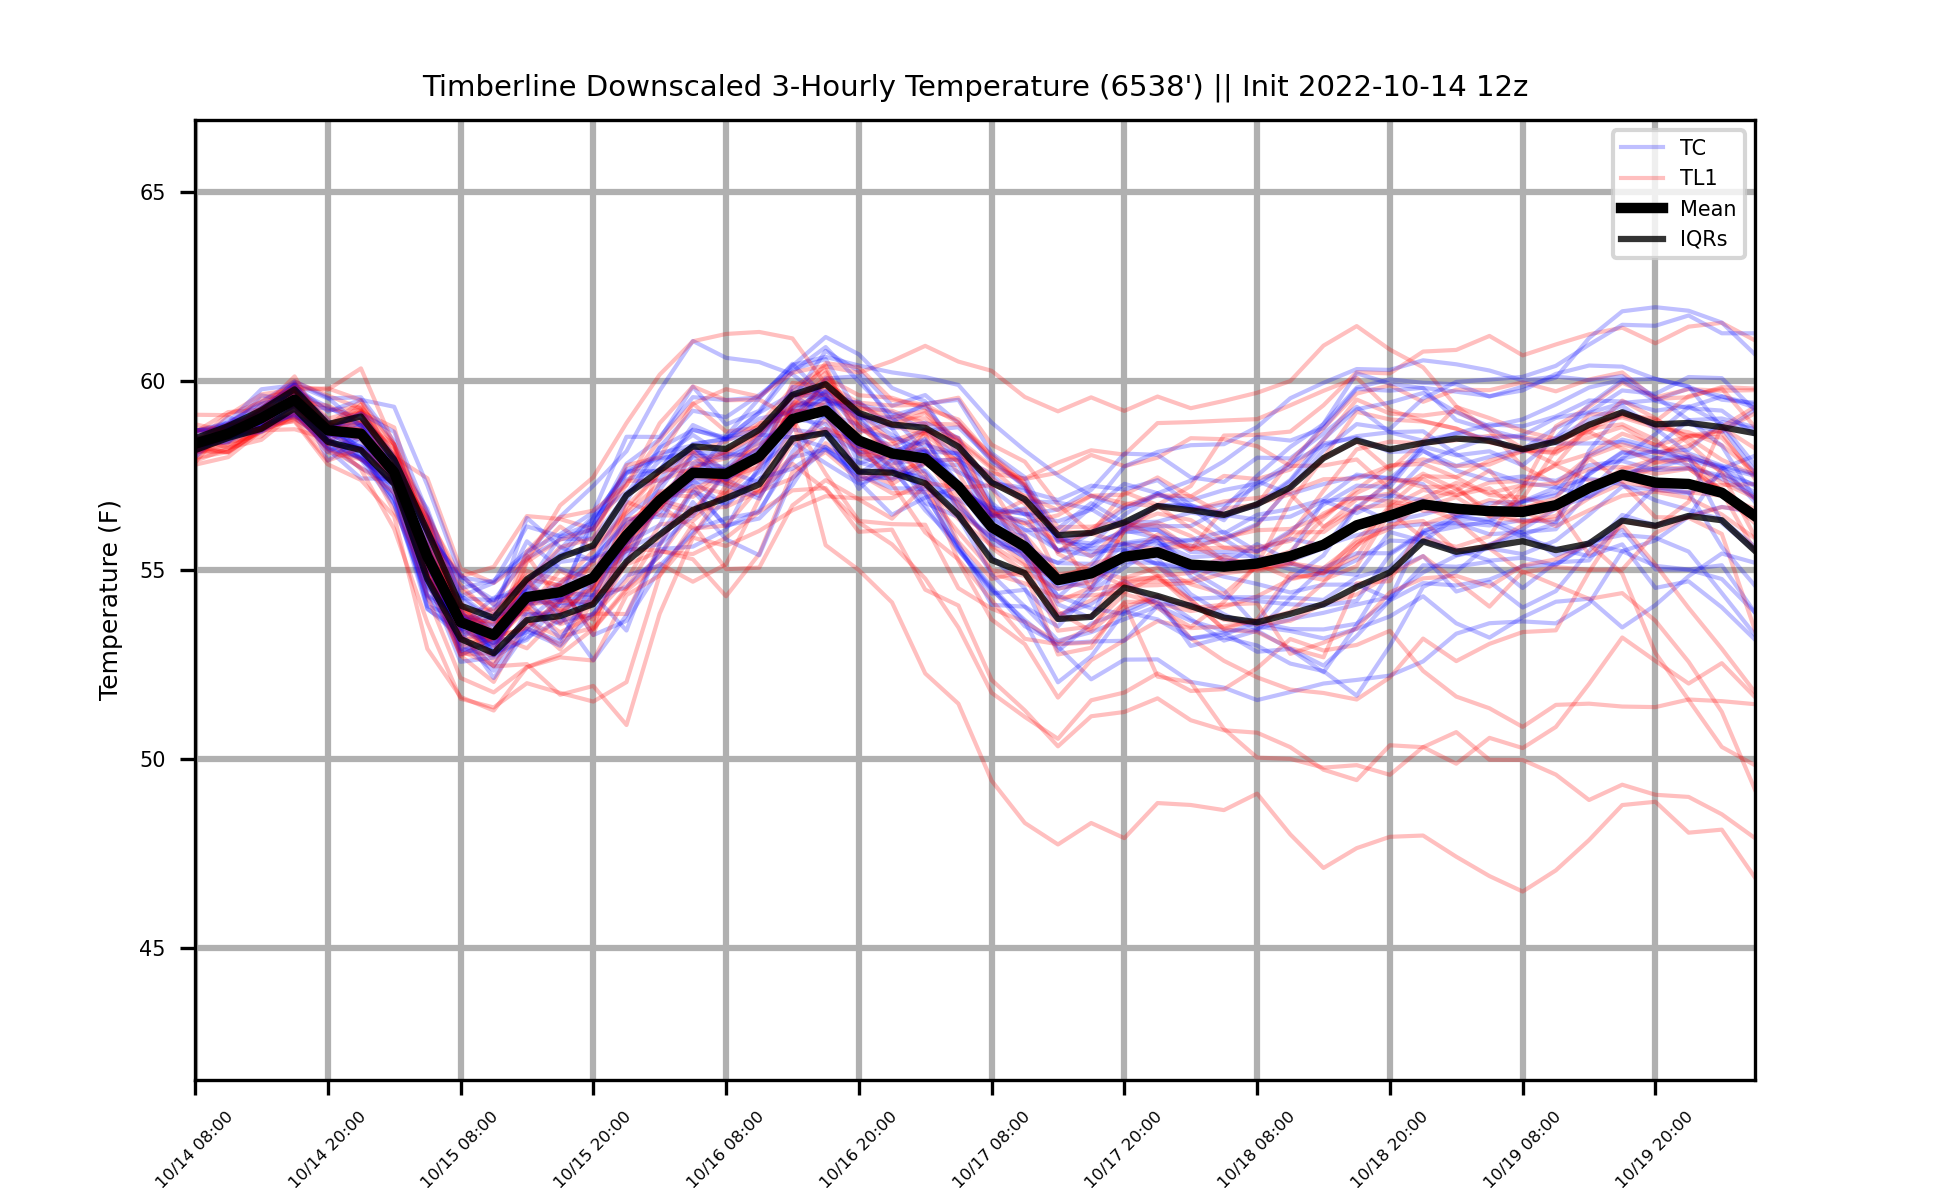 Timberline Downscaled 3-Hourly Temperature (6538') || Init 2022-10-14 12z
TC
TL1
Mean
IQRs
Temperature (F)
65
60
55
50
45
10/14 08:00
10/14 20:00
10/15 08:00
10/15 20:00
10/16 08:00
10/16 20:00
10/17 08:00
10/17 20:00
10/18 08:00
10/18 20:00
10/19 08:00
10/19 20:00